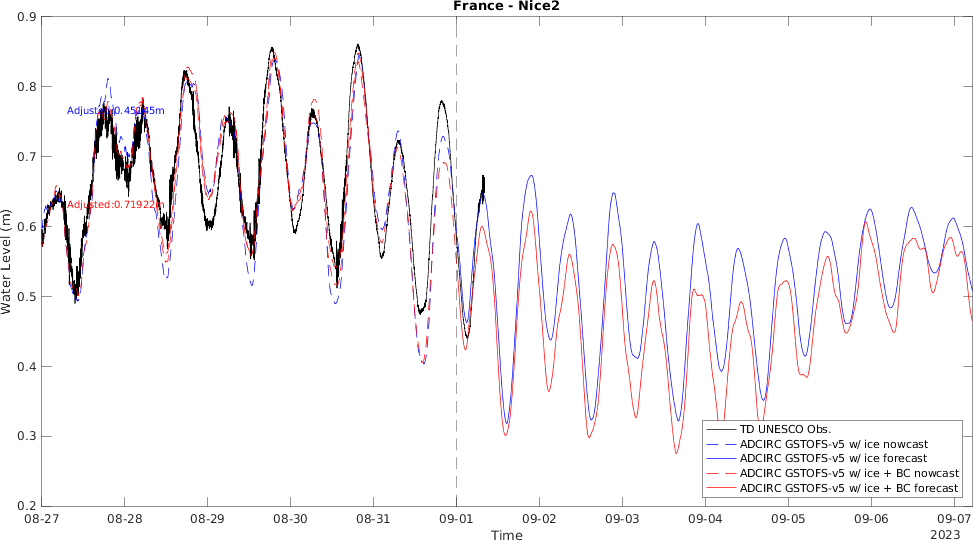 France - Nice2
0.9
0.8
0.7
0.6
0.5
0.4
0.3
0.2
Water Level (m)
Adjusted:0.45245m
Adjusted:0.71922m
TD UNESCO Obs.
ADCIRC GSTOFS-v5 w/ ice nowcast
ADCIRC GSTOFS-v5 w/ ice forecast
ADCIRC GSTOFS-v5 w/ ice + BC nowcast
ADCIRC GSTOFS-v5 w/ ice + BC forecast
08-27 08-28 08-29 08-30 08-31 09-01 09-02 09-03 09-04 09-05 09-06 09-07
Time
2023